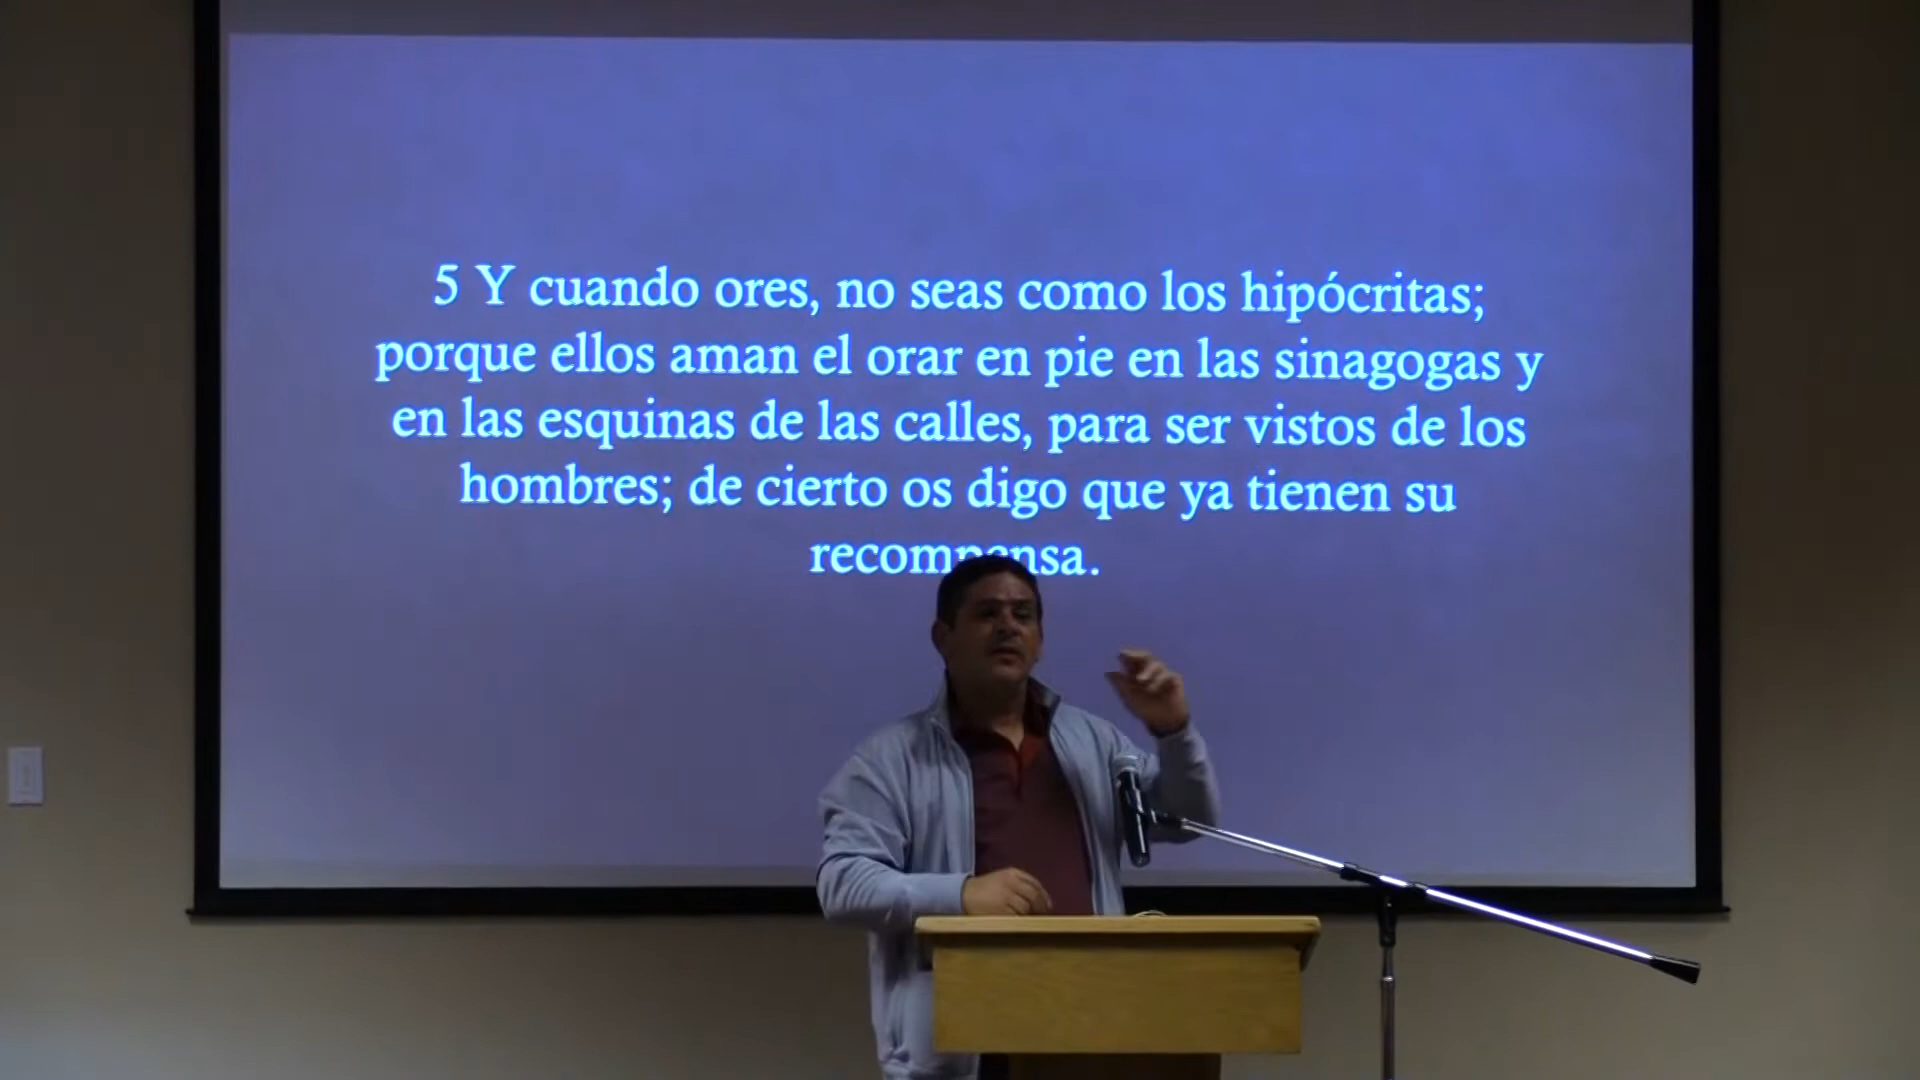 5 Y cuando ores, no seas como los hipócritas;
porque ellos aman el orar en pie en las sinagogas y
en las esquinas de las calles, para ser vistos de los
hombres; de cierto os digo que ya tienen su
recompensa.